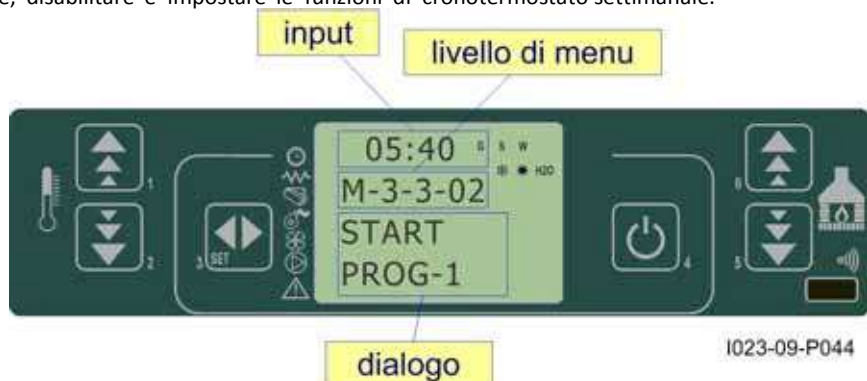 e, disabilitare e impostare le funzioni di cronotermostato settimanale.
input
livello di menu
05:40
D S W
H2O
M-3-3-02
START
PROG-1
1
2
3 SET
4
5
6
dialogo
I023-09-P044